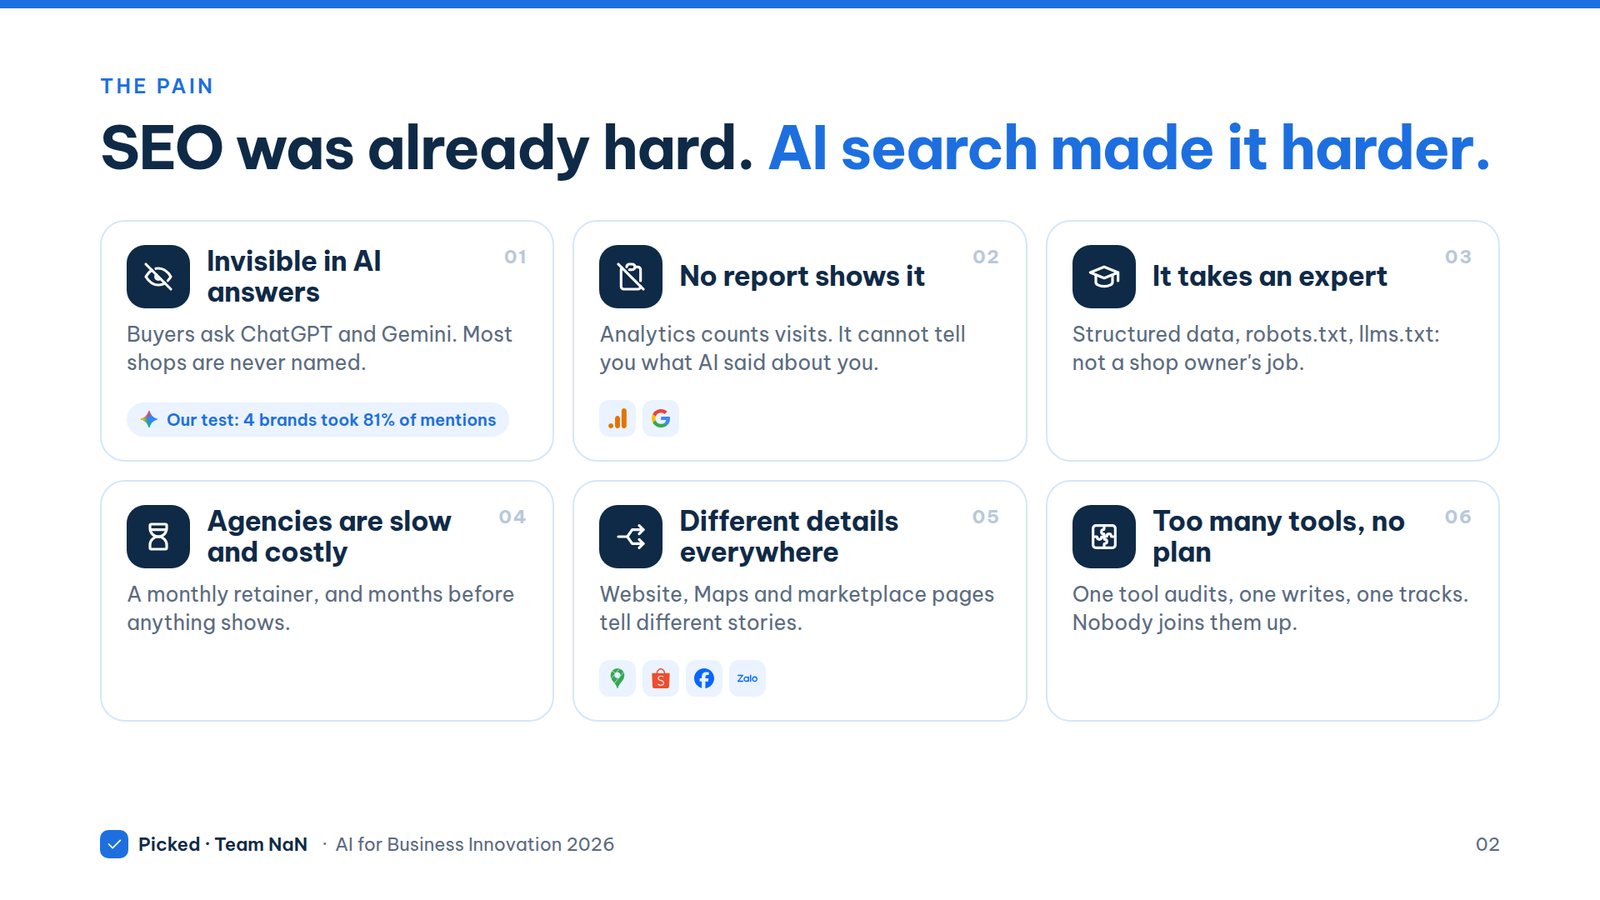 THE PAIN
SEO was already hard. AI search made it harder.
Invisible in AI
answers
01
Buyers ask ChatGPT and Gemini. Most
shops are never named.
Our test: 4 brands took 81% of mentions
No report shows it
02
Analytics counts visits. It cannot tell
you what AI said about you.
It takes an expert
03
Structured data, robots.txt, llms.txt:
not a shop owner's job.
Agencies are slow
and costly
04
A monthly retainer, and months before
anything shows.
Different details
everywhere
05
Website, Maps and marketplace pages
tell different stories.
Zalo
Too many tools, no
plan
06
One tool audits, one writes, one tracks.
Nobody joins them up.
Picked · Team NaN · AI for Business Innovation 2026
02